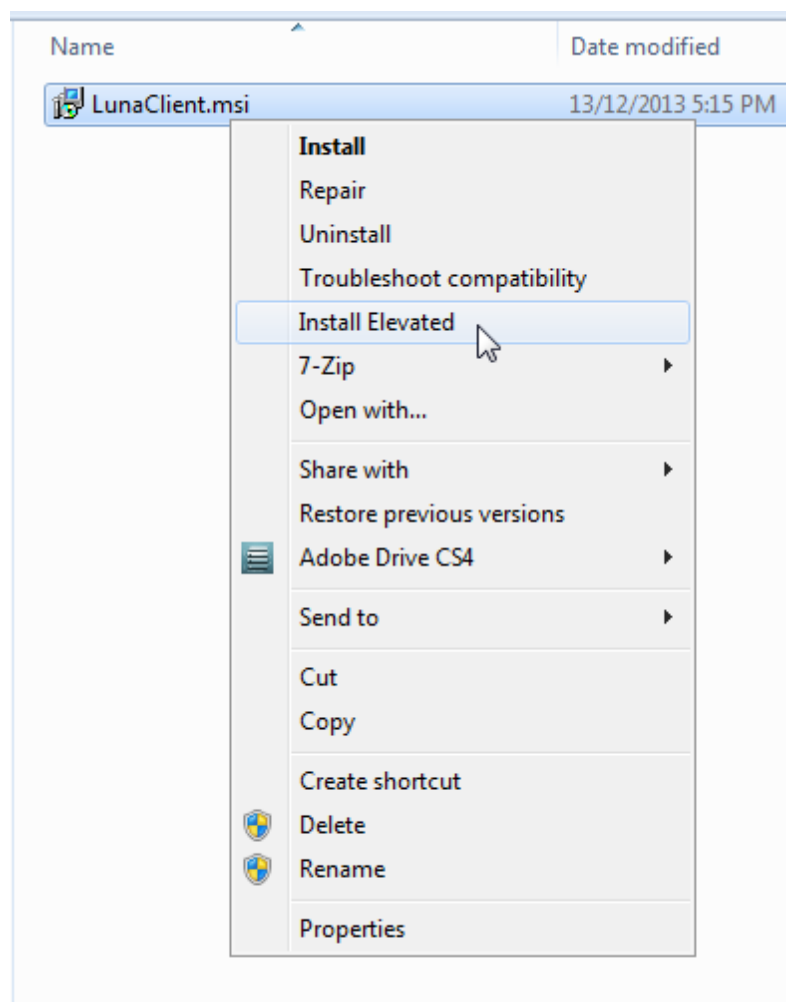 Name Date modified
LunaClient.msi 13/12/2013 5:15 PM
Install
Repair
Uninstall
Troubleshoot compatibility
Install Elevated
7-Zip
Open with...
Share with
Restore previous versions
Adobe Drive CS4
Send to
Cut
Copy
Create shortcut
Delete
Rename
Properties